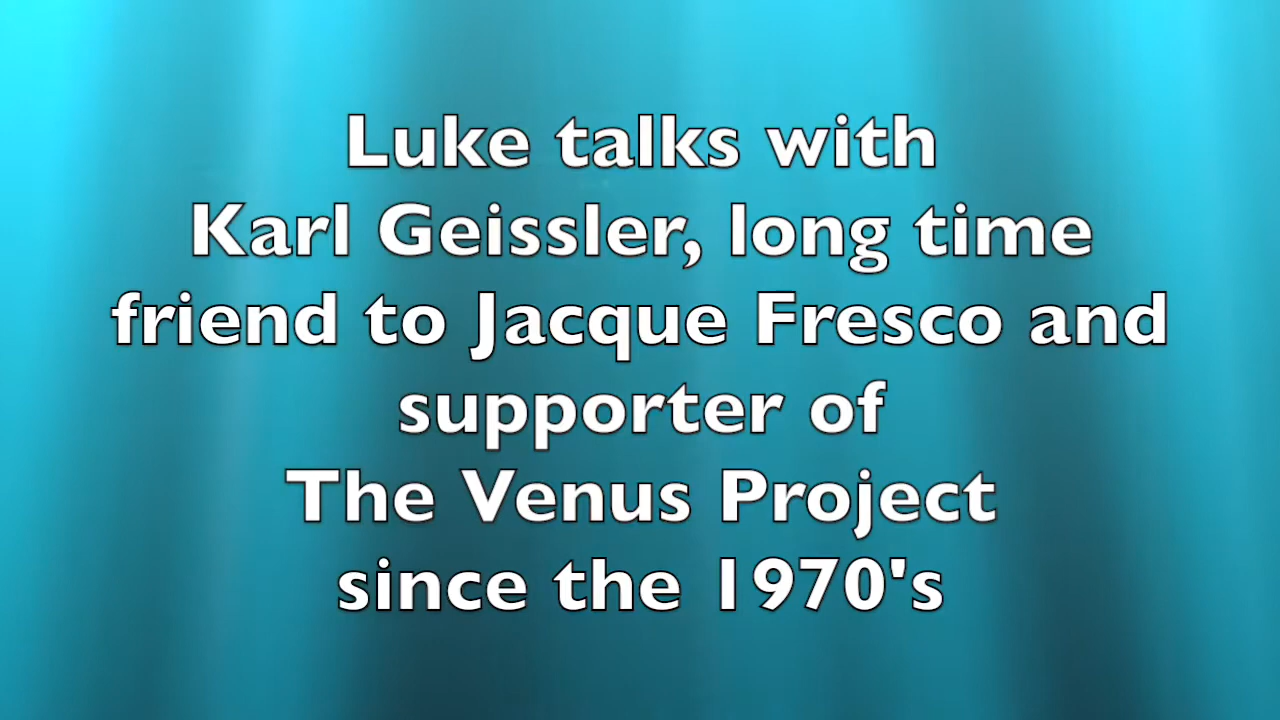 Luke talks with
Karl Geissler, long time
friend to Jacque Fresco and
supporter of
The Venus Project
since the 1970's